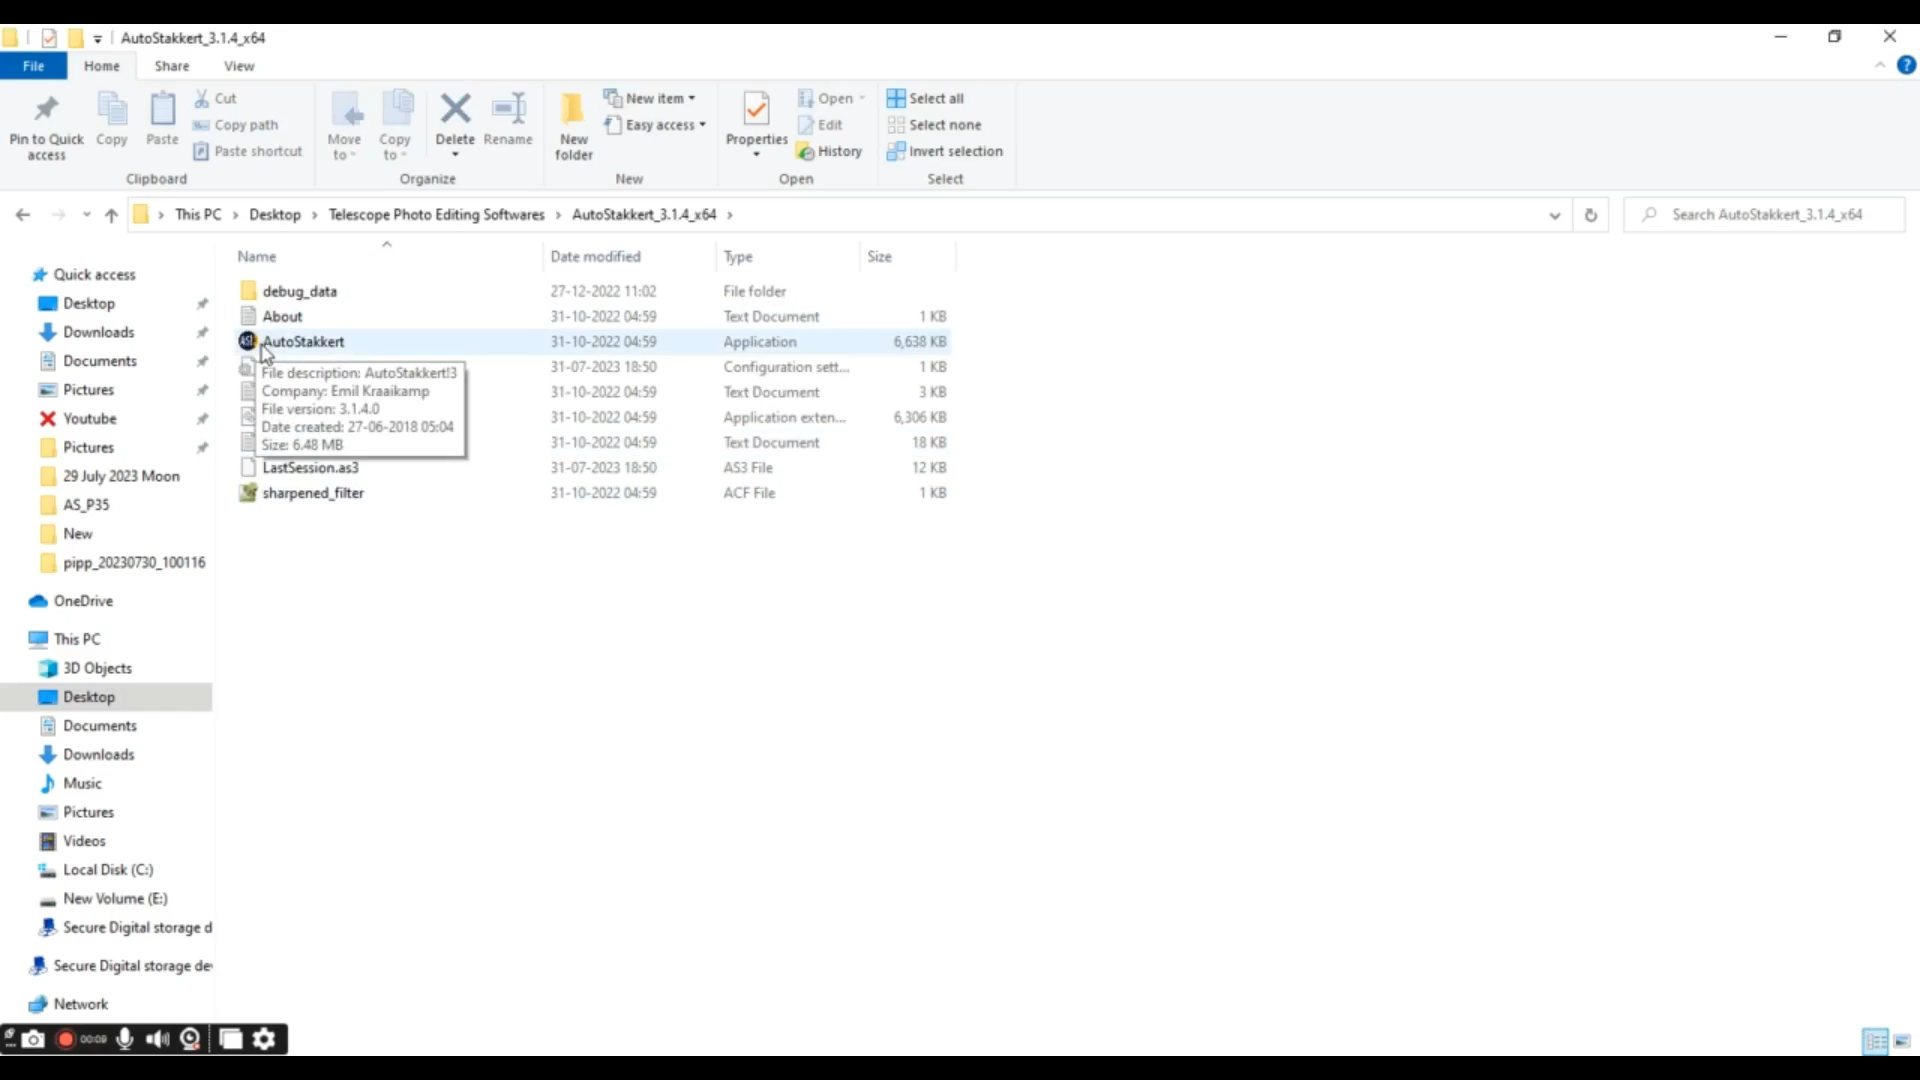 AutoStakkert_3.1.4_x64
File Home Share View
Pin to Quick access
Copy
Paste
Cut
Copy path
Paste shortcut
Clipboard
Move to
Copy to
Delete
Rename
Organize
New folder
New item
Easy access
New
Properties
Open
Edit
History
Open
Select all
Select none
Invert selection
Select
This PC > Desktop > Telescope Photo Editing Softwares > AutoStakkert_3.1.4_x64 >
Search AutoStakkert_3.1.4_x64
Name Date modified Type Size
debug_data 27-12-2022 11:02 File folder
About 31-10-2022 04:59 Text Document 1 KB
AutoStakkert 31-10-2022 04:59 Application 6,638 KB
31-07-2023 18:50 Configuration sett... 1 KB
31-10-2022 04:59 Text Document 3 KB
31-10-2022 04:59 Application exten... 6,306 KB
31-10-2022 04:59 Text Document 18 KB
LastSession.as3 31-07-2023 18:50 AS3 File 12 KB
sharpened_filter 31-10-2022 04:59 ACF File 1 KB
File description: AutoStakkert!3
Company: Emil Kraaikamp
File version: 3.1.4.0
Date created: 27-06-2018 05:04
Size: 6.48 MB
Quick access
Desktop
Downloads
Documents
Pictures
Youtube
Pictures
29 July 2023 Moon
AS_P35
New
pipp_20230730_100116
OneDrive
This PC
3D Objects
Desktop
Documents
Downloads
Music
Pictures
Videos
Local Disk (C:)
New Volume (E:)
Secure Digital storage d
Secure Digital storage de
Network
00:09